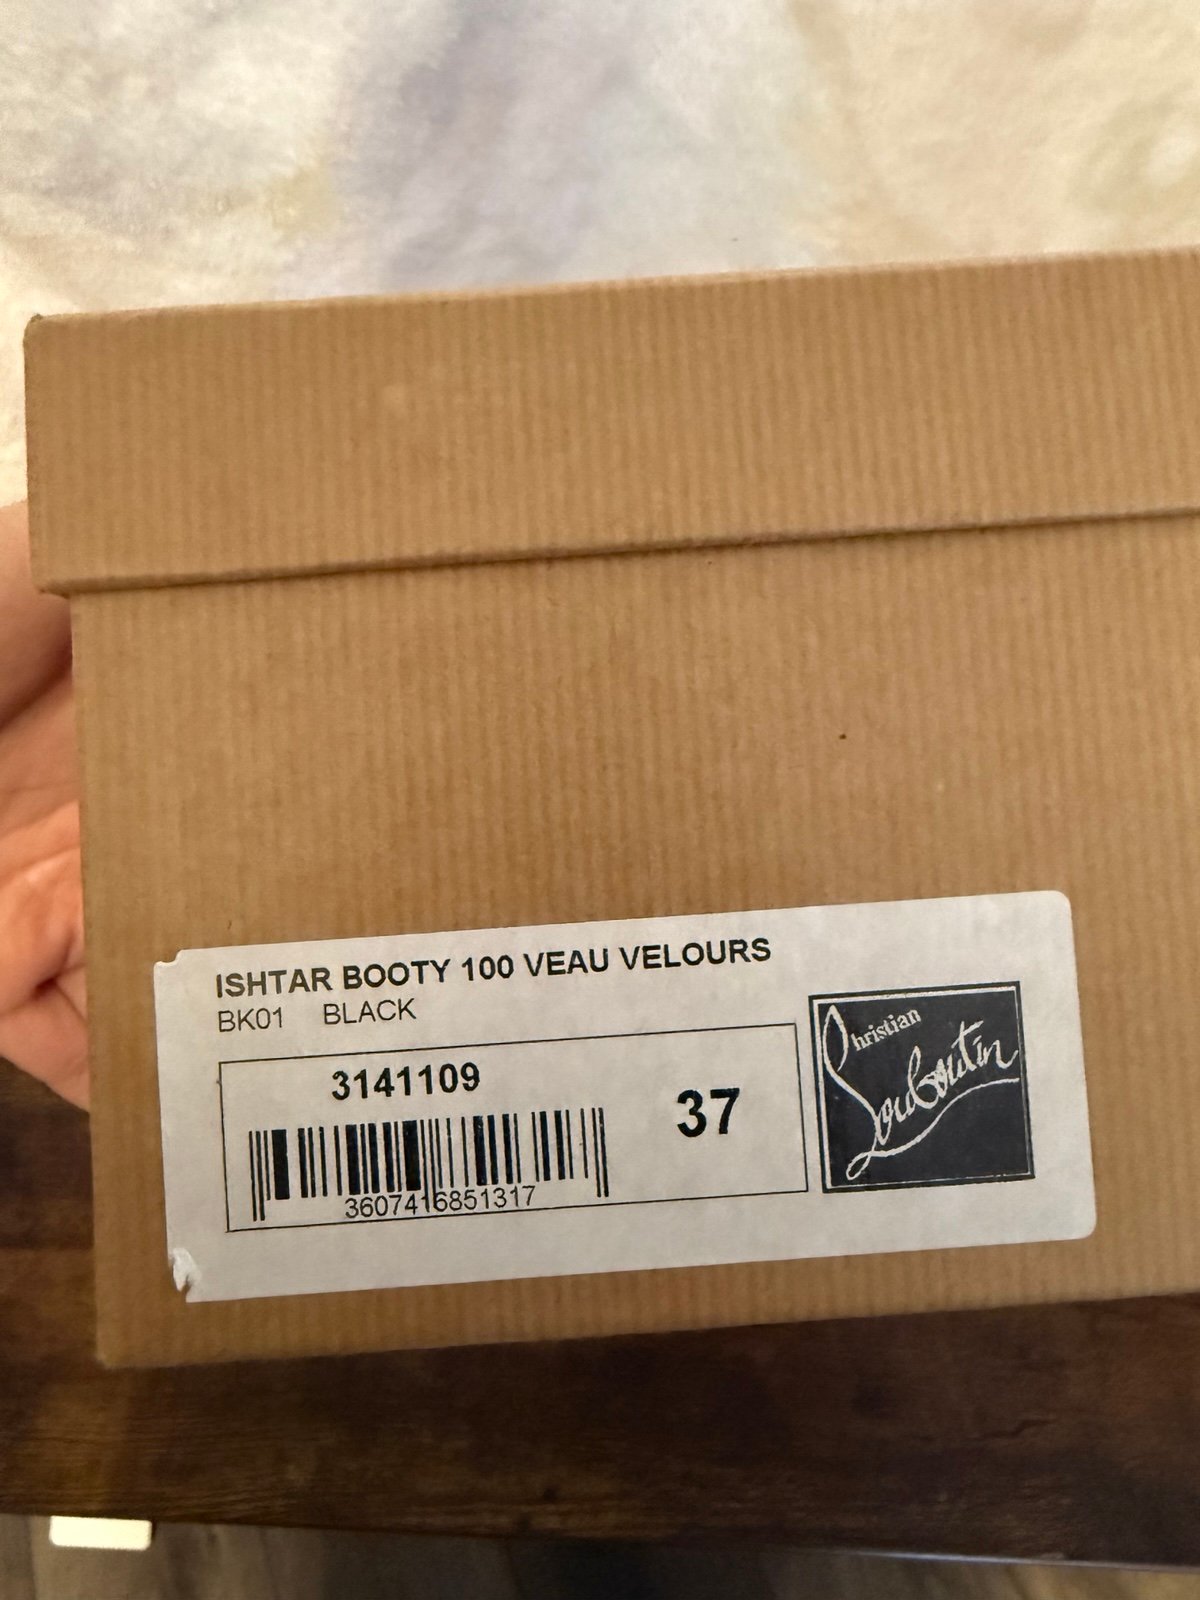 ISHTAR BOOTY 100 VEAU VELOURS
BK01 BLACK
3141109
37
3607416851317
Christian
Louboutin